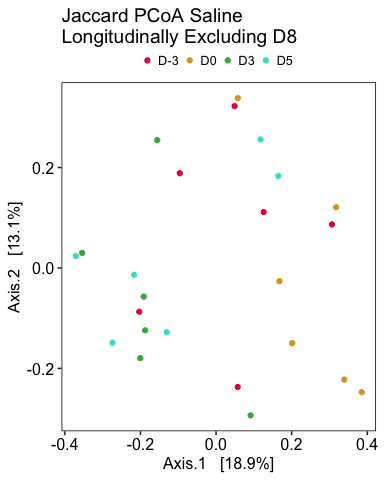 Jaccard PCoA Saline
Longitudinally Excluding D8
D-3 D0 D3 D5
0.2
0.0
-0.2
Axis.2 [13.1%]
-0.4 -0.2 0.0 0.2 0.4
Axis.1 [18.9%]